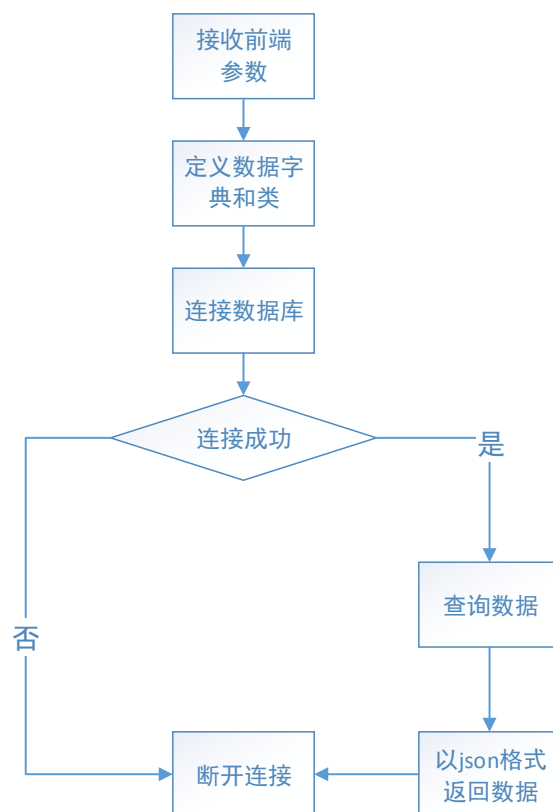 接收前端
参数
定义数据字
典和类
连接数据库
连接成功
是
查询数据
否
断开连接
以json格式
返回数据